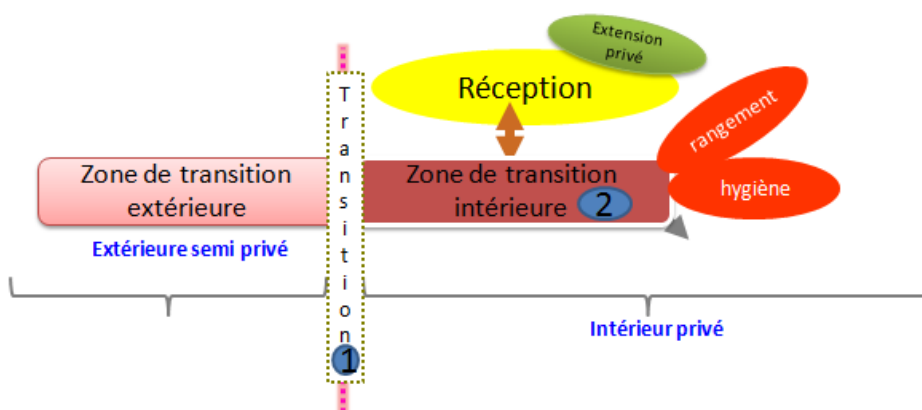 Extension
privé
Réception
rangement
Transition
1
Zone de transition
extérieure
Zone de transition
intérieure 2
hygiène
Extérieure semi privé
Intérieur privé